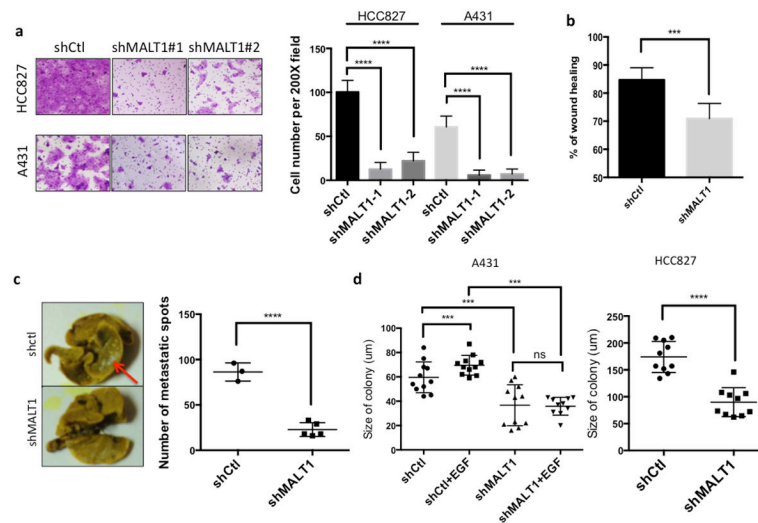 a
shCtl shMALT1#1 shMALT1#2
HCC827
A431
HCC827 A431
Cell number per 200X field
150
100
50
0
****
****
****
****
shCtl
shMALT1-1
shMALT1-2
shCtl
shMALT1-1
shMALT1-2
b
% of wound healing
100
90
80
70
60
50
***
shCtl
shMALT1
c
shctl
shMALT1
Number of metastatic spots
150
100
50
0
****
shCtl
shMALT1
d
A431
Size of colony (um)
100
80
60
40
20
0
***
***
***
ns
shCtl
shCtl+EGF
shMALT1
shMALT1+EGF
HCC827
Size of colony (um)
250
200
150
100
50
0
****
shCtl
shMALT1